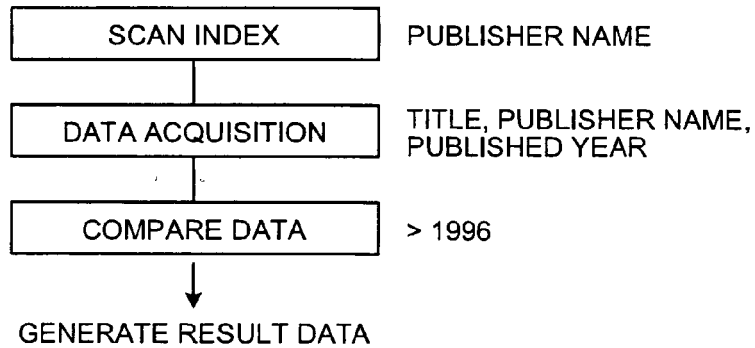 SCAN INDEX
PUBLISHER NAME
DATA ACQUISITION
TITLE, PUBLISHER NAME,
PUBLISHED YEAR
COMPARE DATA
> 1996
GENERATE RESULT DATA